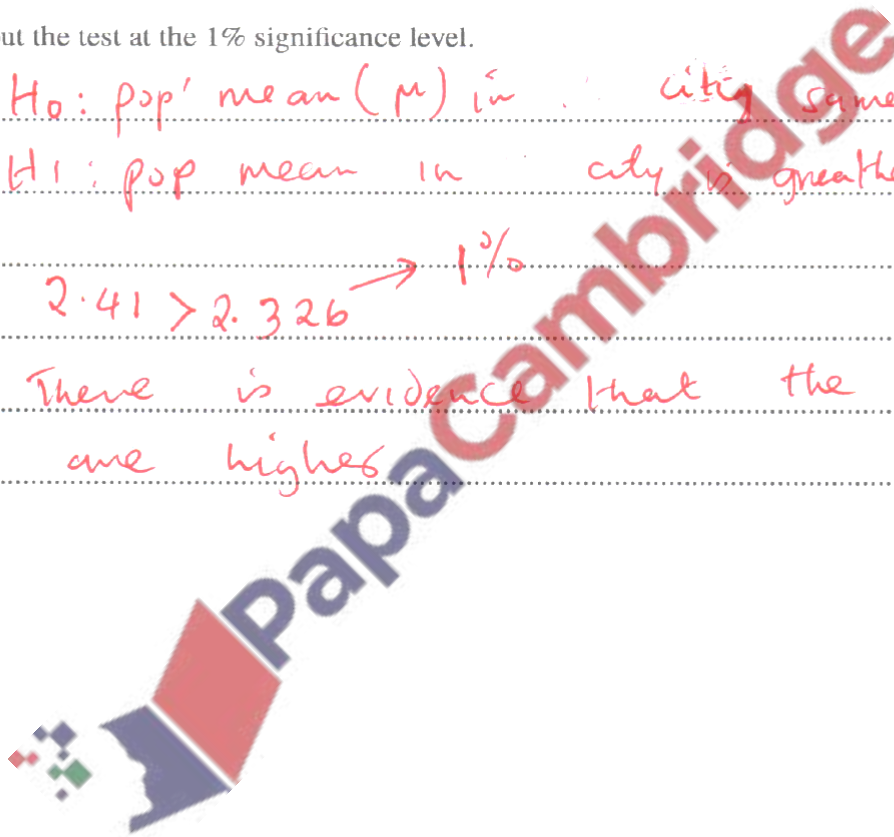 ut the test at the 1% significance level.
H0: pop' mean (μ) in city same
H1: pop mean in city is greathe
2.41 > 2.326 → 1%
There is evidence that the
are higher
PapaCambridge